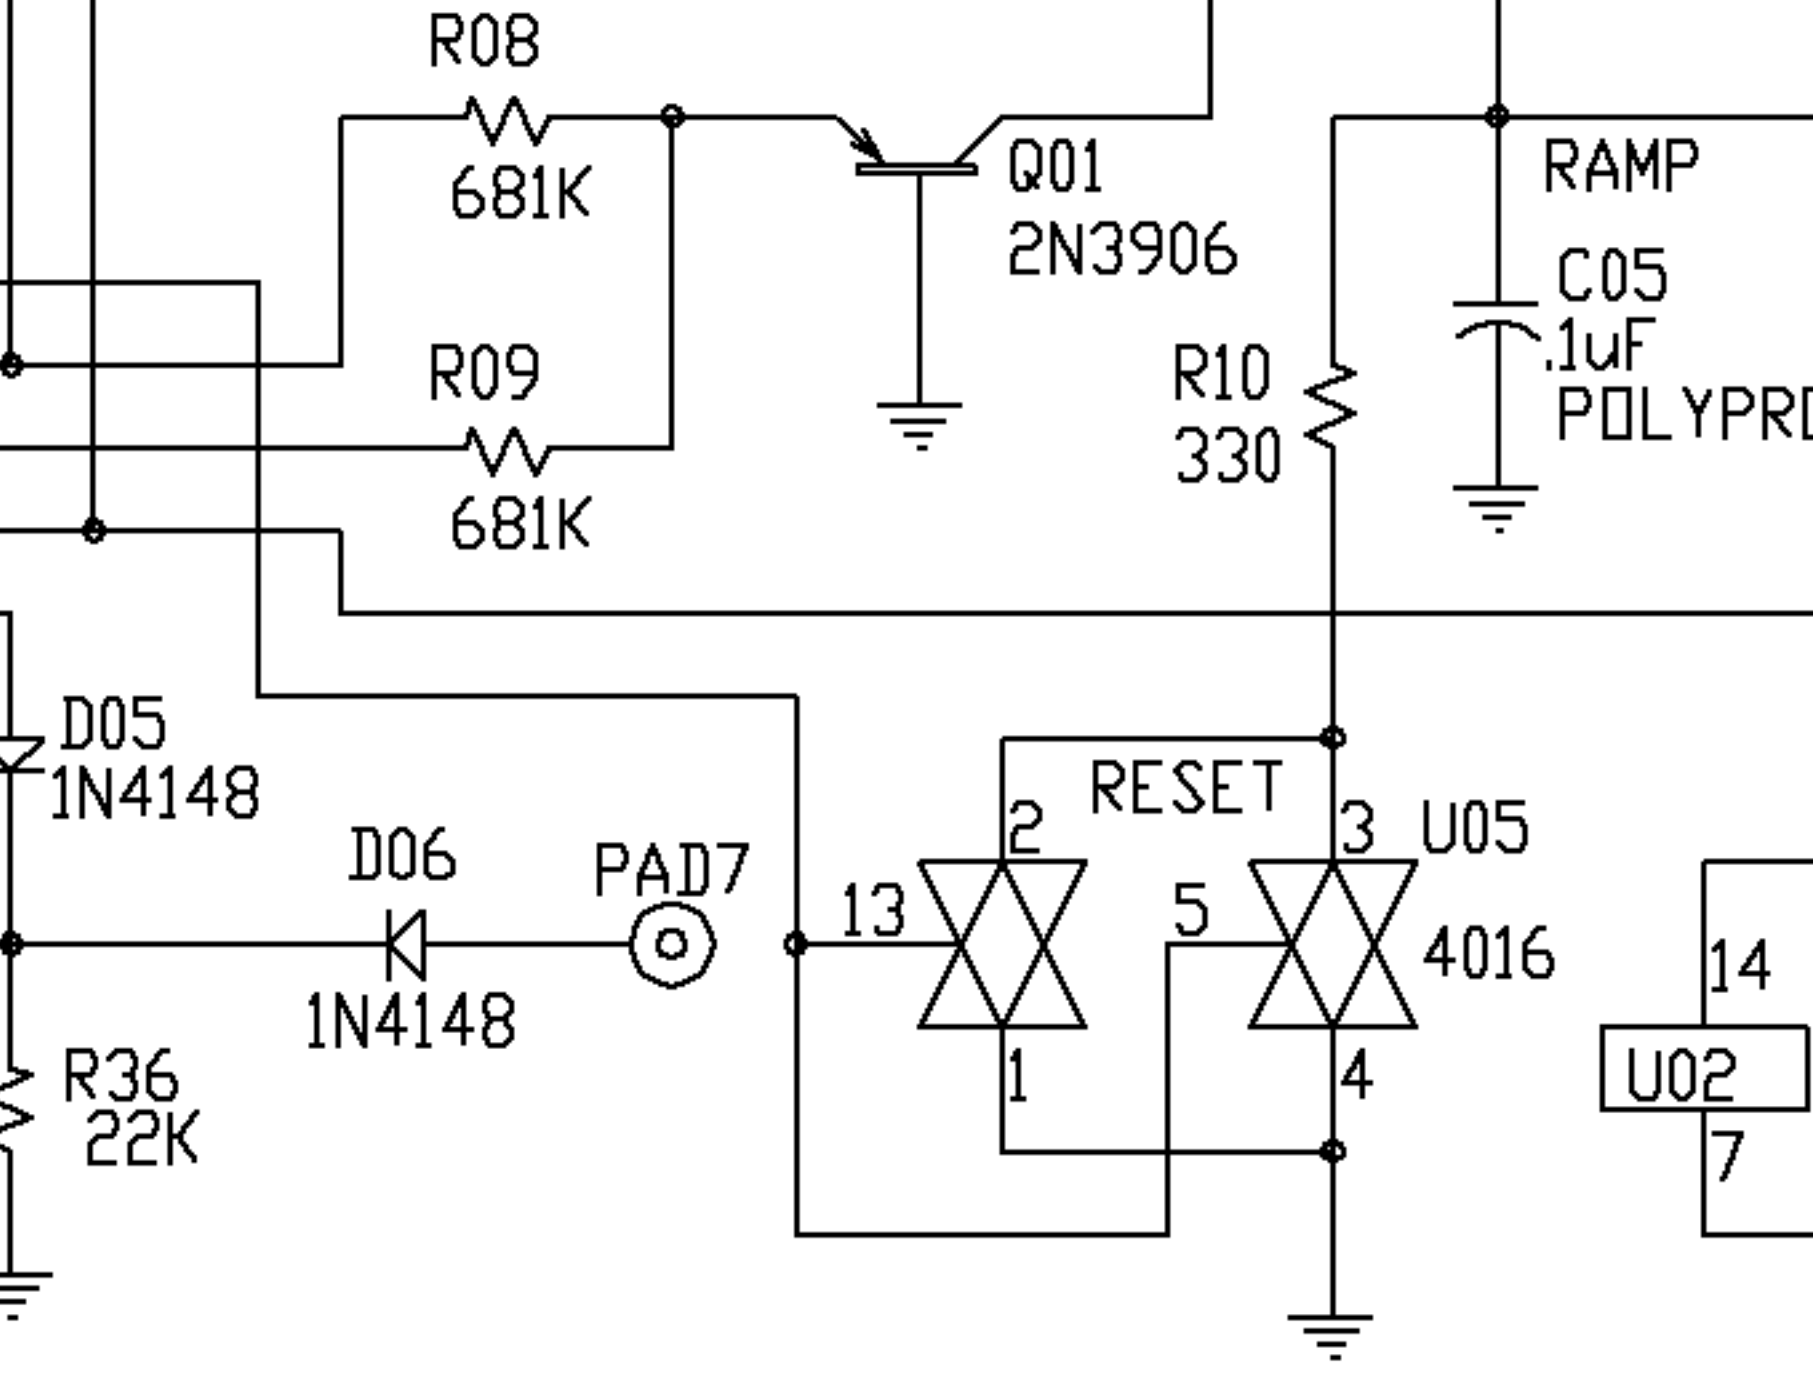 R08
681K
Q01
2N3906
RAMP
C05
.1uF
POLYPRO
R09
681K
R10
330
D05
1N4148
RESET
2
3
U05
D06
PAD7
13
5
4016
14
1N4148
R36
22K
1
4
U02
7